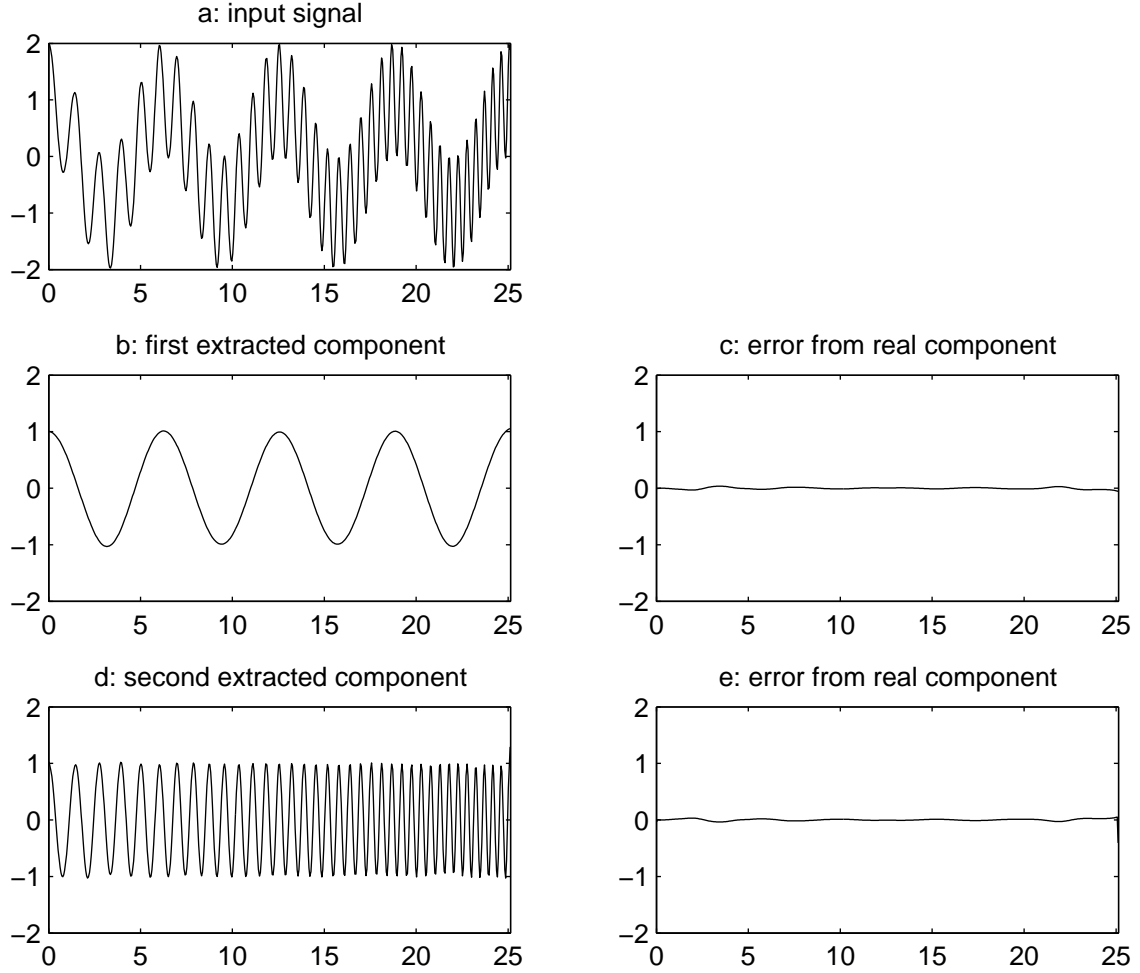 a: input signal
2
1
0
−1
−2
0 5 10 15 20 25
b: first extracted component
2
1
0
−1
−2
0 5 10 15 20 25
c: error from real component
2
1
0
−1
−2
0 5 10 15 20 25
d: second extracted component
2
1
0
−1
−2
0 5 10 15 20 25
e: error from real component
2
1
0
−1
−2
0 5 10 15 20 25